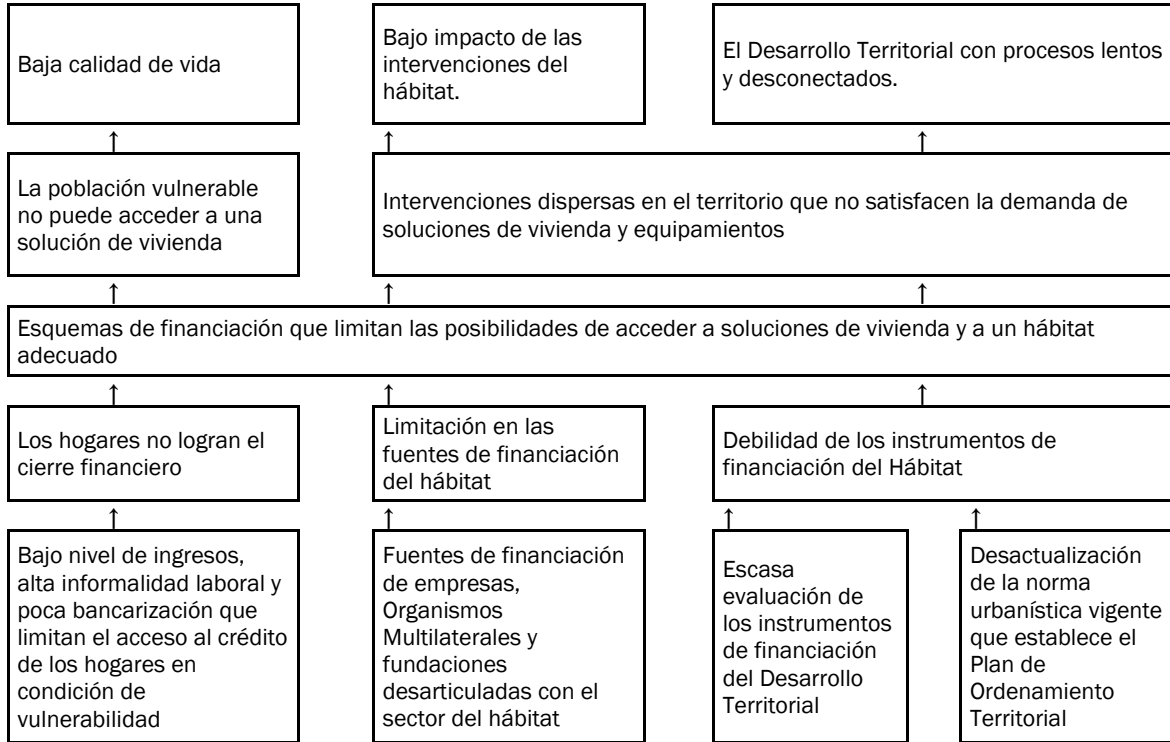 Baja calidad de vida
Bajo impacto de las
intervenciones del
hábitat.
El Desarrollo Territorial con procesos lentos
y desconectados.
↑ ↑ ↑
La población vulnerable
no puede acceder a una
solución de vivienda
Intervenciones dispersas en el territorio que no satisfacen la demanda de
soluciones de vivienda y equipamientos
↑ ↑ ↑
Esquemas de financiación que limitan las posibilidades de acceder a soluciones de vivienda y a un hábitat
adecuado
↑ ↑ ↑
Los hogares no logran el
cierre financiero
Limitación en las
fuentes de financiación
del hábitat
Debilidad de los instrumentos de
financiación del Hábitat
↑ ↑ ↑ ↑
Bajo nivel de ingresos,
alta informalidad laboral y
poca bancarización que
limitan el acceso al crédito
de los hogares en
condición de
vulnerabilidad
Fuentes de financiación
de empresas,
Organismos
Multilaterales y
fundaciones
desarticuladas con el
sector del hábitat
Escasa
evaluación de
los instrumentos
de financiación
del Desarrollo
Territorial
Desactualización
de la norma
urbanística vigente
que establece el
Plan de
Ordenamiento
Territorial